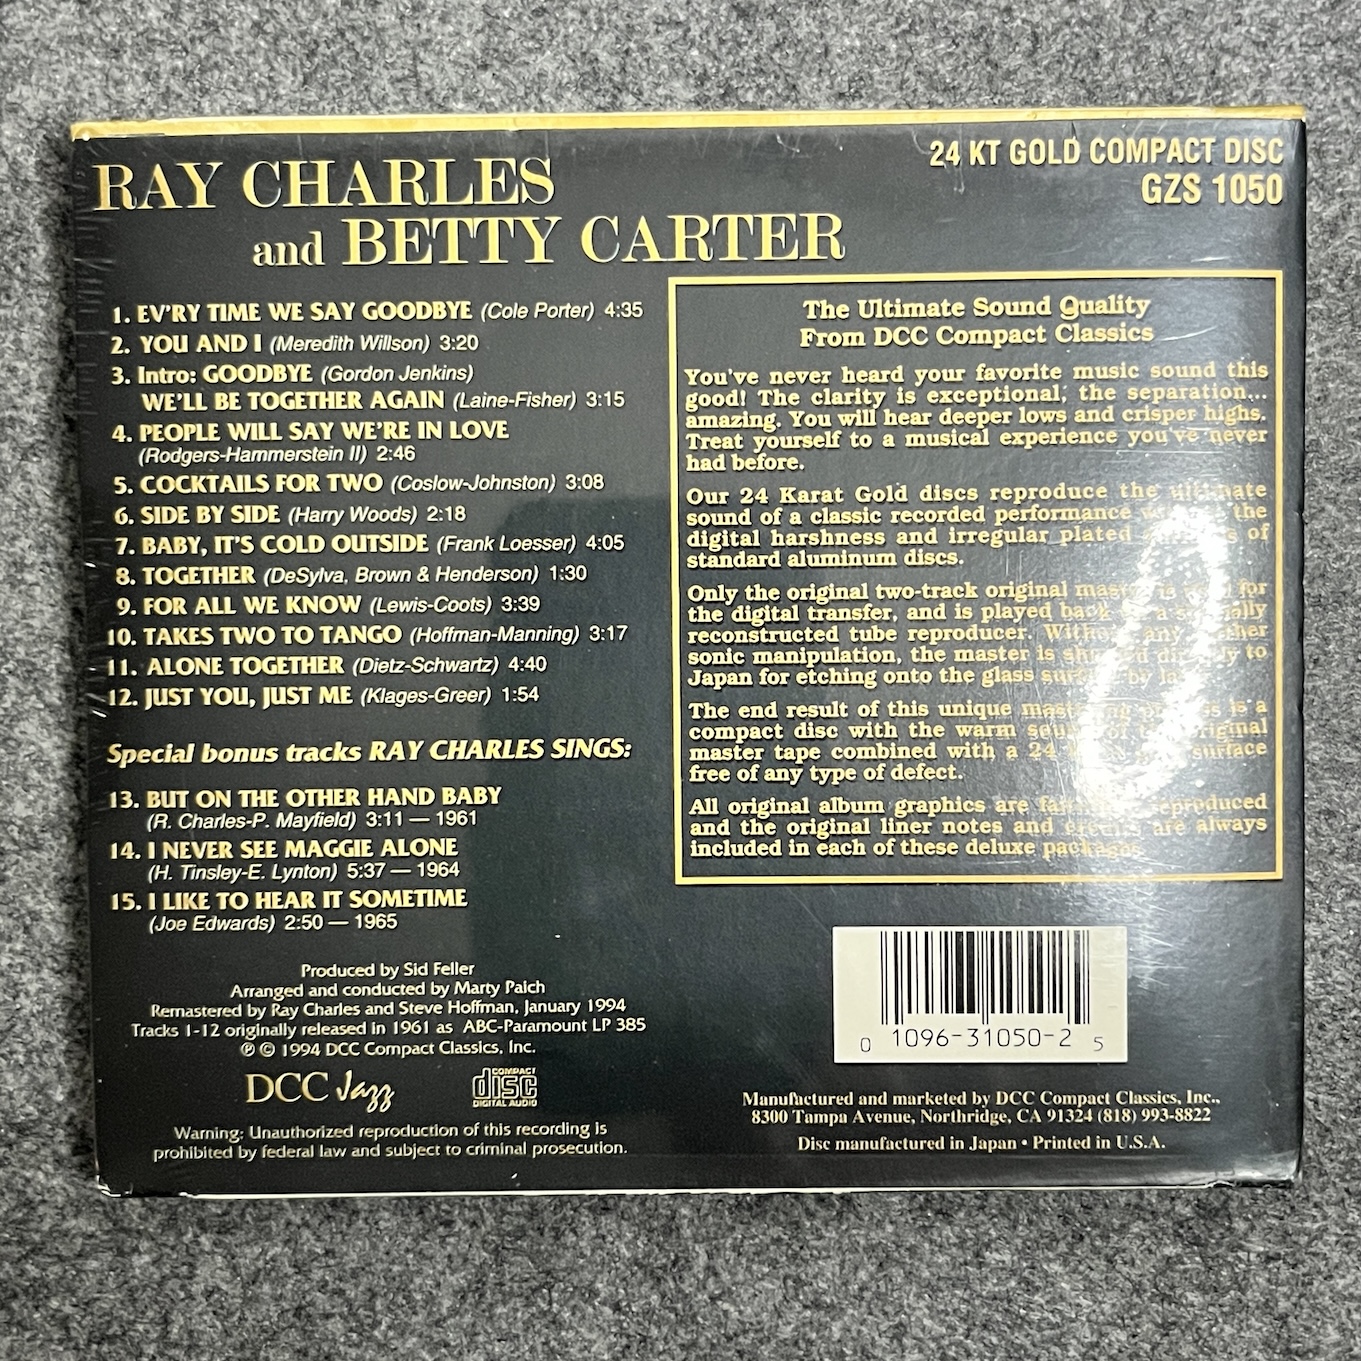 RAY CHARLES
and BETTY CARTER
24 KT GOLD COMPACT DISC
GZS 1050
1. EV'RY TIME WE SAY GOODBYE (Cole Porter) 4:35
2. YOU AND I (Meredith Willson) 3:20
3. Intro: GOODBYE (Gordon Jenkins)
WE'LL BE TOGETHER AGAIN (Laine-Fisher) 3:15
4. PEOPLE WILL SAY WE'RE IN LOVE
(Rodgers-Hammerstein II) 2:46
5. COCKTAILS FOR TWO (Coslow-Johnston) 3:08
6. SIDE BY SIDE (Harry Woods) 2:18
7. BABY, IT'S COLD OUTSIDE (Frank Loesser) 4:05
8. TOGETHER (DeSylva, Brown & Henderson) 1:30
9. FOR ALL WE KNOW (Lewis-Coots) 3:39
10. TAKES TWO TO TANGO (Hoffman-Manning) 3:17
11. ALONE TOGETHER (Dietz-Schwartz) 4:40
12. JUST YOU, JUST ME (Klages-Greer) 1:54
Special bonus tracks RAY CHARLES SINGS:
13. BUT ON THE OTHER HAND BABY
(R. Charles-P. Mayfield) 3:11 — 1961
14. I NEVER SEE MAGGIE ALONE
(H. Tinsley-E. Lynton) 5:37 — 1964
15. I LIKE TO HEAR IT SOMETIME
(Joe Edwards) 2:50 — 1965
Produced by Sid Feller
Arranged and conducted by Marty Paich
Remastered by Ray Charles and Steve Hoffman, January 1994
Tracks 1-12 originally released in 1961 as ABC-Paramount LP 385
℗ © 1994 DCC Compact Classics, Inc.
DCC Jazz
COMPACT
disc
DIGITAL AUDIO
Warning: Unauthorized reproduction of this recording is
prohibited by federal law and subject to criminal prosecution.
The Ultimate Sound Quality
From DCC Compact Classics
You've never heard your favorite music sound this
good! The clarity is exceptional, the separation...
amazing. You will hear deeper lows and crisper highs.
Treat yourself to a musical experience you've never
had before.
Our 24 Karat Gold discs reproduce the ultimate
sound of a classic recorded performance the
digital harshness and irregular plated of
standard aluminum discs.
Only the original two-track original master is for
the digital transfer, and is played back a
reconstructed tube reproducer. Without any
sonic manipulation, the master is to
Japan for etching onto the glass by
The end result of this unique is a
compact disc with the warm of original
master tape combined with a 24 surface
free of any type of defect.
All original album graphics are reproduced
and the original liner notes and are always
included in each of these deluxe packages
0 1096-31050-2 5
Manufactured and marketed by DCC Compact Classics, Inc.,
8300 Tampa Avenue, Northridge, CA 91324 (818) 993-8822
Disc manufactured in Japan • Printed in U.S.A.